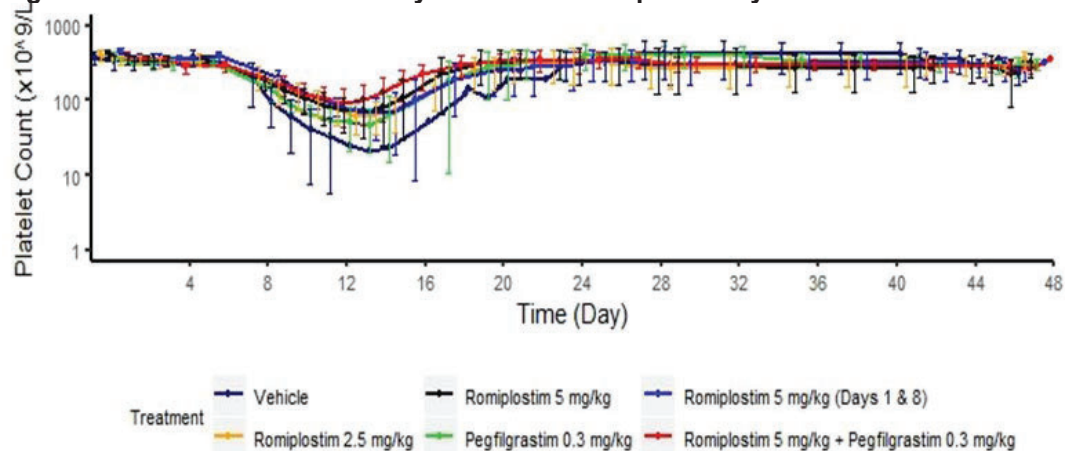 Platelet Count (x10^9/L
1000
100
10
1
4 8 12 16 20 24 28 32 36 40 44 48
Time (Day)
Treatment
Vehicle Romiplostim 5 mg/kg Romiplostim 5 mg/kg (Days 1 & 8)
Romiplostim 2.5 mg/kg Pegfilgrastim 0.3 mg/kg Romiplostim 5 mg/kg + Pegfilgrastim 0.3 mg/kg